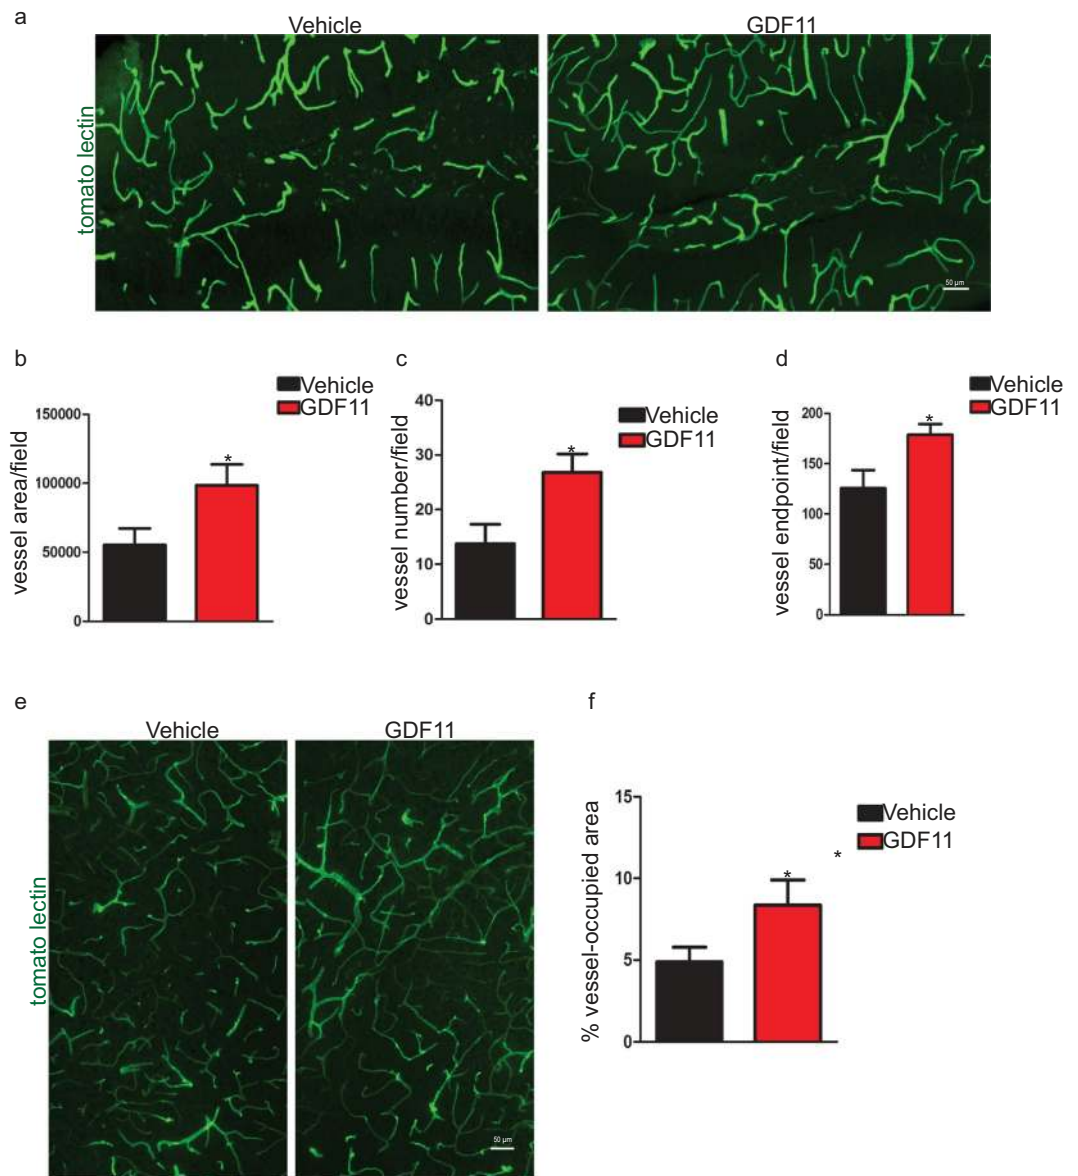 a
Vehicle
GDF11
tomato lectin
50 μm
b
Vehicle
GDF11
vessel area/field
150000
100000
50000
0
*
c
Vehicle
GDF11
vessel number/field
40
30
20
10
0
*
d
Vehicle
GDF11
vessel endpoint/field
200
150
100
50
0
*
e
Vehicle
GDF11
tomato lectin
50 μm
f
Vehicle
GDF11
% vessel-occupied area
15
10
5
0
*
*